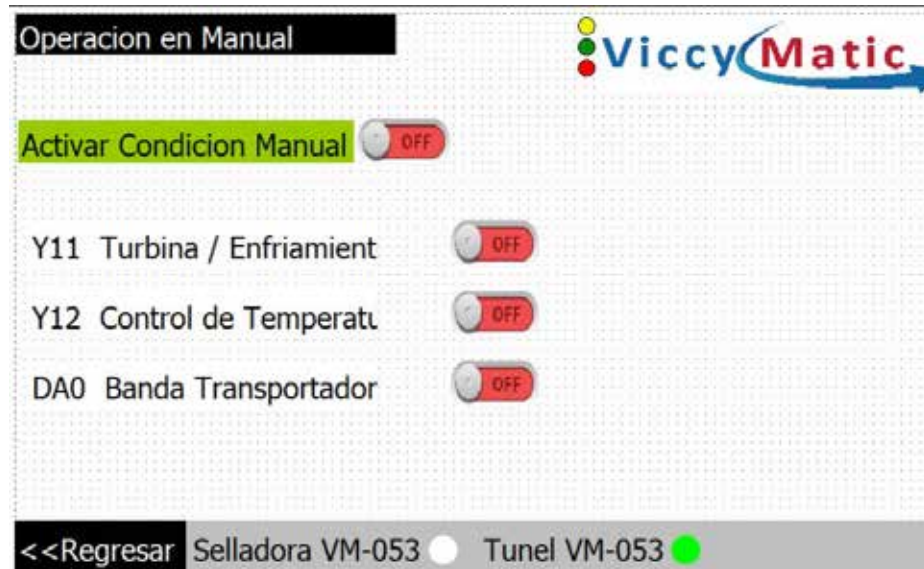 Operacion en Manual
ViccyMatic
Activar Condicion Manual OFF
Y11 Turbina / Enfriamient OFF
Y12 Control de Temperatu OFF
DA0 Banda Transportador OFF
<<Regresar Selladora VM-053 Tunel VM-053